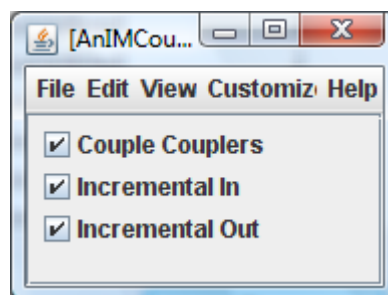 [AnIMCou...
File Edit View Customiz Help
Couple Couplers
Incremental In
Incremental Out